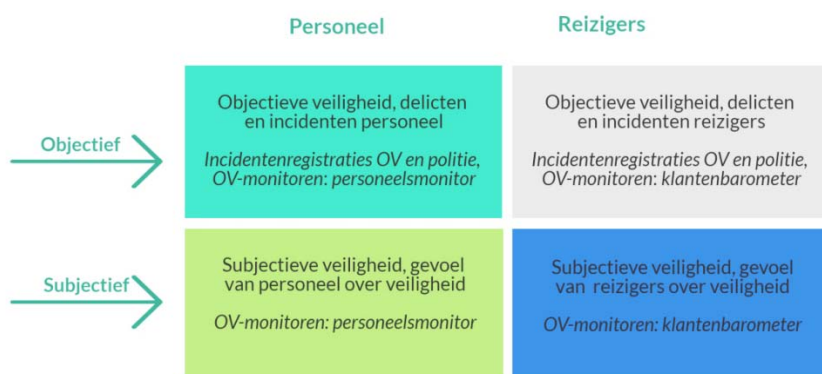 Personeel
Reizigers
Objectief
Objectieve veiligheid, delicten
en incidenten personeel
Incidentenregistraties OV en politie,
OV-monitoren: personeelsmonitor
Objectieve veiligheid, delicten
en incidenten reizigers
Incidentenregistraties OV en politie,
OV-monitoren: klantenbarometer
Subjectief
Subjectieve veiligheid, gevoel
van personeel over veiligheid
OV-monitoren: personeelsmonitor
Subjectieve veiligheid, gevoel
van reizigers over veiligheid
OV-monitoren: klantenbarometer